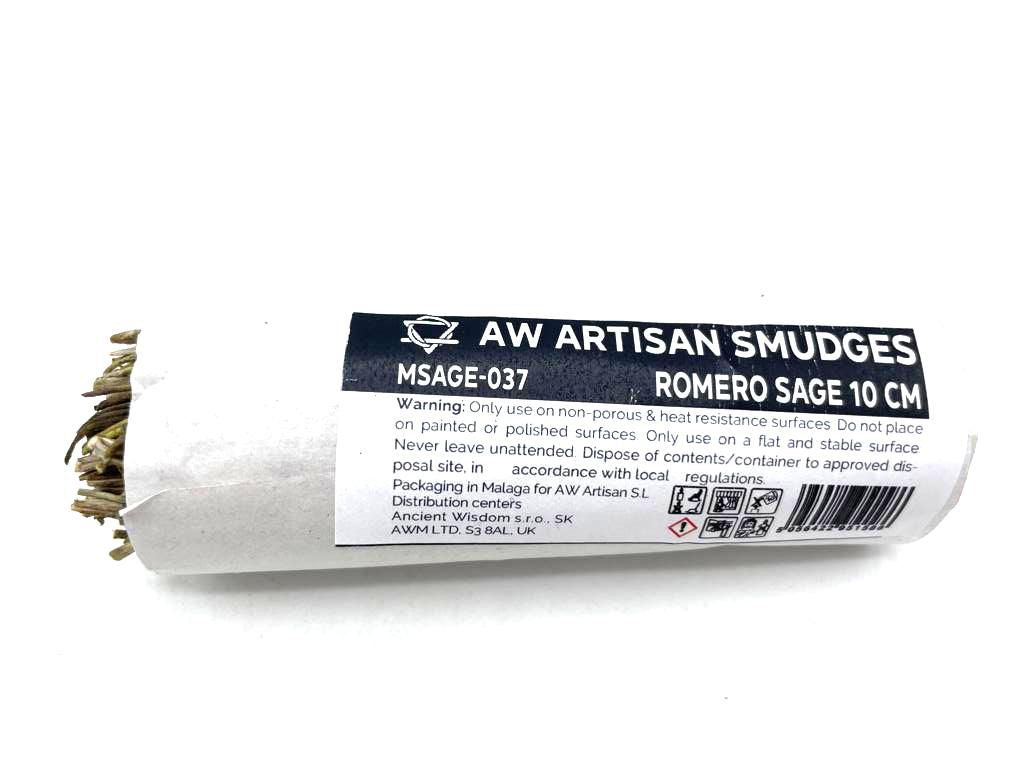 AW ARTISAN SMUDGES
MSAGE-037 ROMERO SAGE 10 CM
Warning: Only use on non-porous & heat resistance surfaces. Do not place
on painted or polished surfaces. Only use on a flat and stable surface.
Never leave unattended. Dispose of contents/container to approved dis-
posal site, in accordance with local regulations.
Packaging in Malaga for AW Artisan S.L
Distribution centers
Ancient Wisdom s.r.o., SK
AWM LTD. S3 8AL, UK